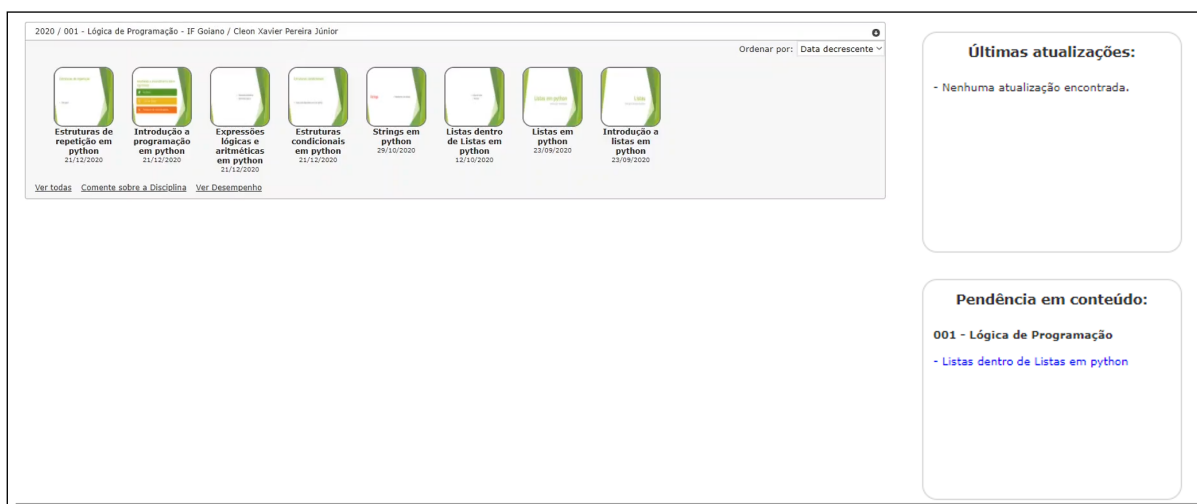 2020 / 001 - Lógica de Programação - IF Goiano / Cleon Xavier Pereira Júnior
Ordenar por: Data decrescente
Estruturas de
repetição em
python
21/12/2020
Introdução a
programação
em python
21/12/2020
Expressões
lógicas e
aritméticas
em python
21/12/2020
Estruturas
condicionais
em python
21/12/2020
Strings em
python
29/10/2020
Listas dentro
de Listas em
python
12/10/2020
Listas em
python
23/09/2020
Introdução a
listas em
python
23/09/2020
Ver todas Comente sobre a Disciplina Ver Desempenho
Últimas atualizações:
- Nenhuma atualização encontrada.
Pendência em conteúdo:
001 - Lógica de Programação
- Listas dentro de Listas em python